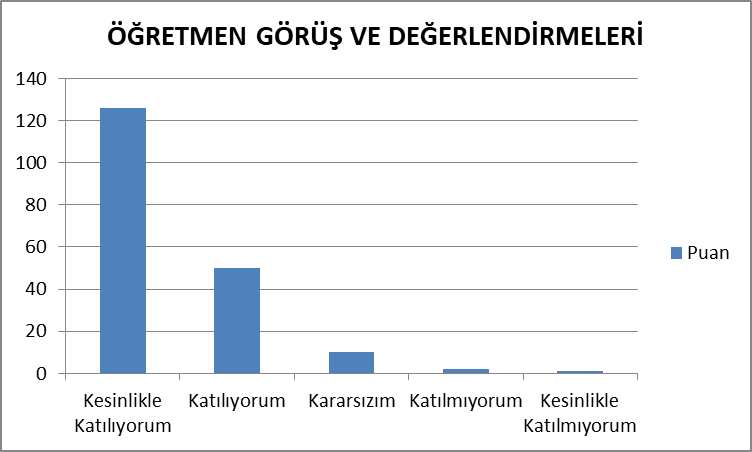 ÖĞRETMEN GÖRÜŞ VE DEĞERLENDİRMELERİ
140
120
100
80
60
40
20
0
Kesinlikle
Katılıyorum
Katılıyorum
Kararsızım
Katılmıyorum
Kesinlikle
Katılmıyorum
Puan